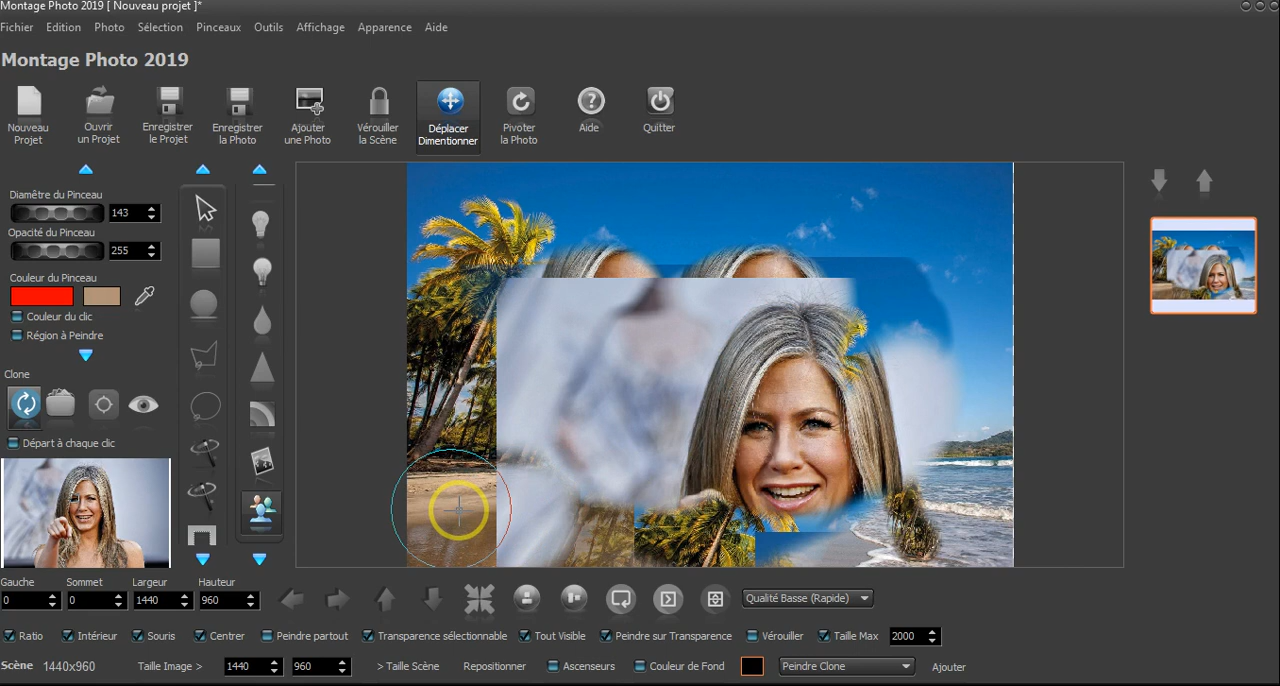 Montage Photo 2019 [ Nouveau projet ]*
Fichier Edition Photo Sélection Pinceaux Outils Affichage Apparence Aide
Montage Photo 2019
Nouveau Projet
Ouvrir un Projet
Enregistrer le Projet
Enregistrer la Photo
Ajouter une Photo
Vérouiller la Scène
Déplacer Dimentionner
Pivoter la Photo
Aide
Quitter
Diamêtre du Pinceau
143
Opacité du Pinceau
255
Couleur du Pinceau
Couleur du clic
Région à Peindre
Clone
Départ à chaque clic
Gauche Sommet Largeur Hauteur
0 0 1440 960
Qualité Basse (Rapide)
Ratio Intérieur Souris Centrer Peindre partout Transparence sélectionnable Tout Visible Peindre sur Transparence Vérouiller Taille Max 2000
Scène 1440x960 Taille Image > 1440 960 > Taille Scène Repositionner Ascenseurs Couleur de Fond Peindre Clone Ajouter